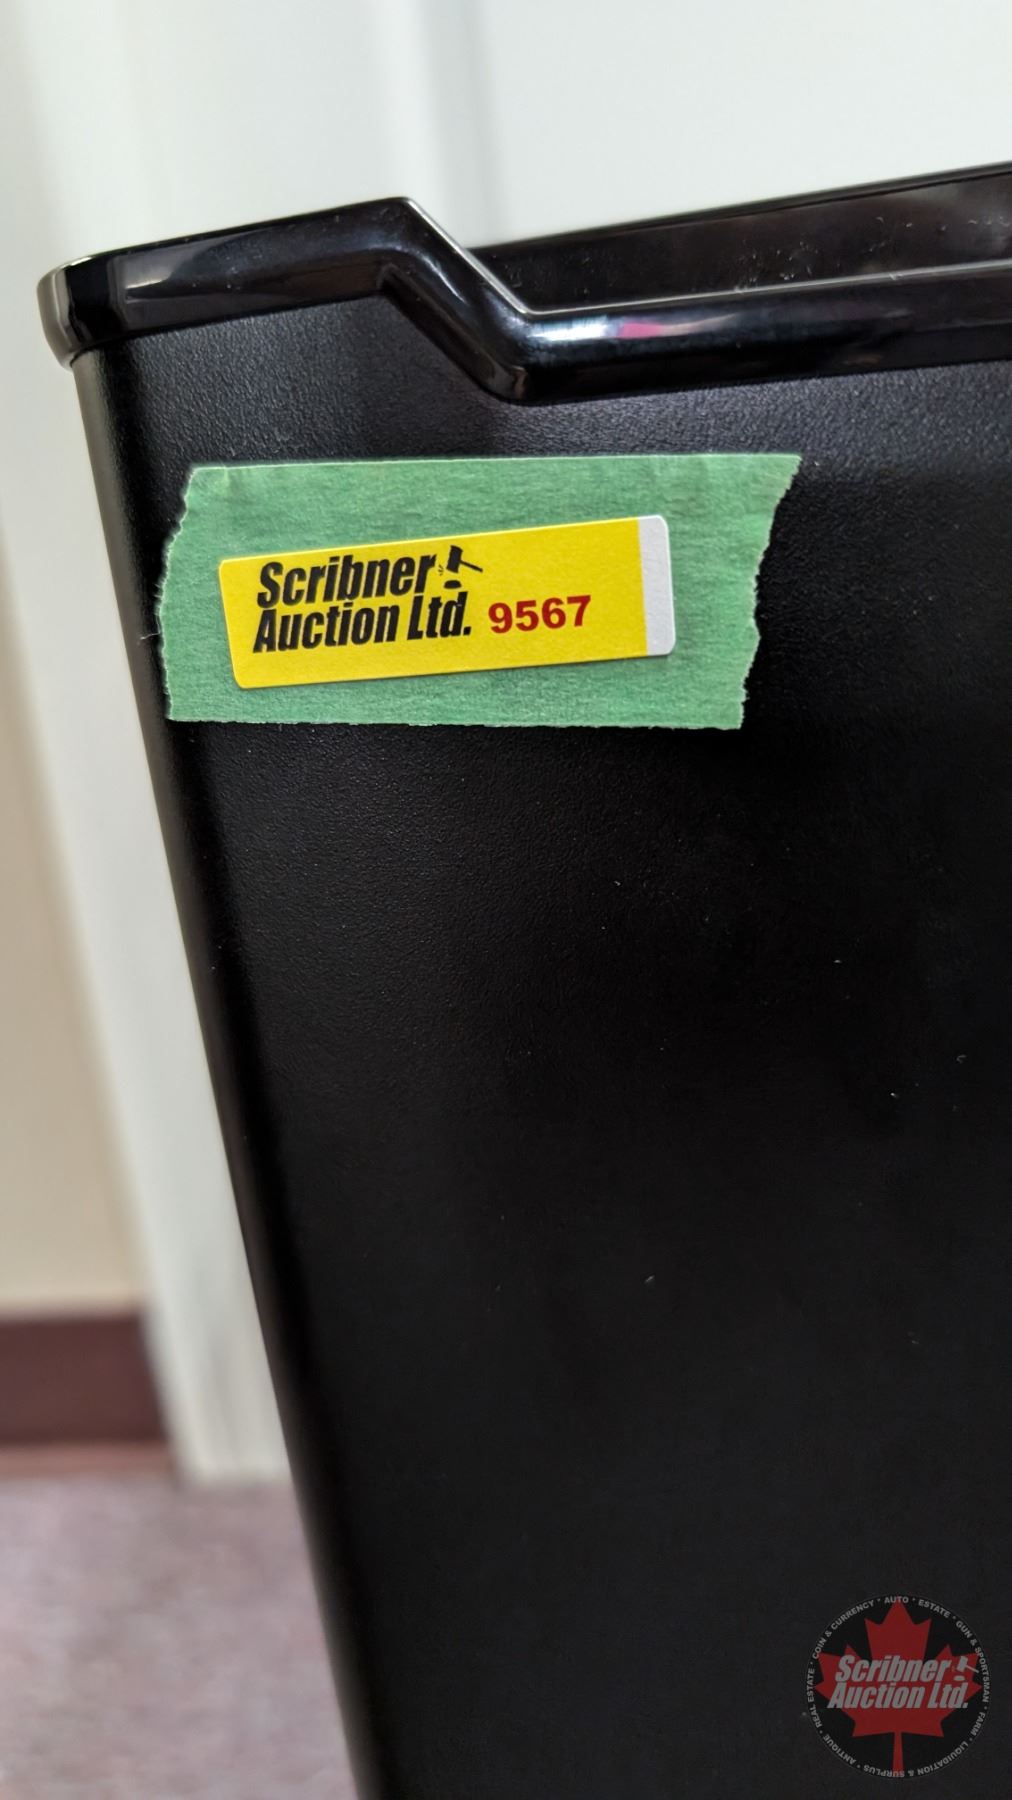 Scribner
Auction Ltd. 9567
COIN & CURRENCY • AUTO • ESTATE • GUN & SPORTSMAN • FARM • LIQUIDATION & SURPLUS • ANTIQUE • REAL ESTATE •
Scribner
Auction Ltd.